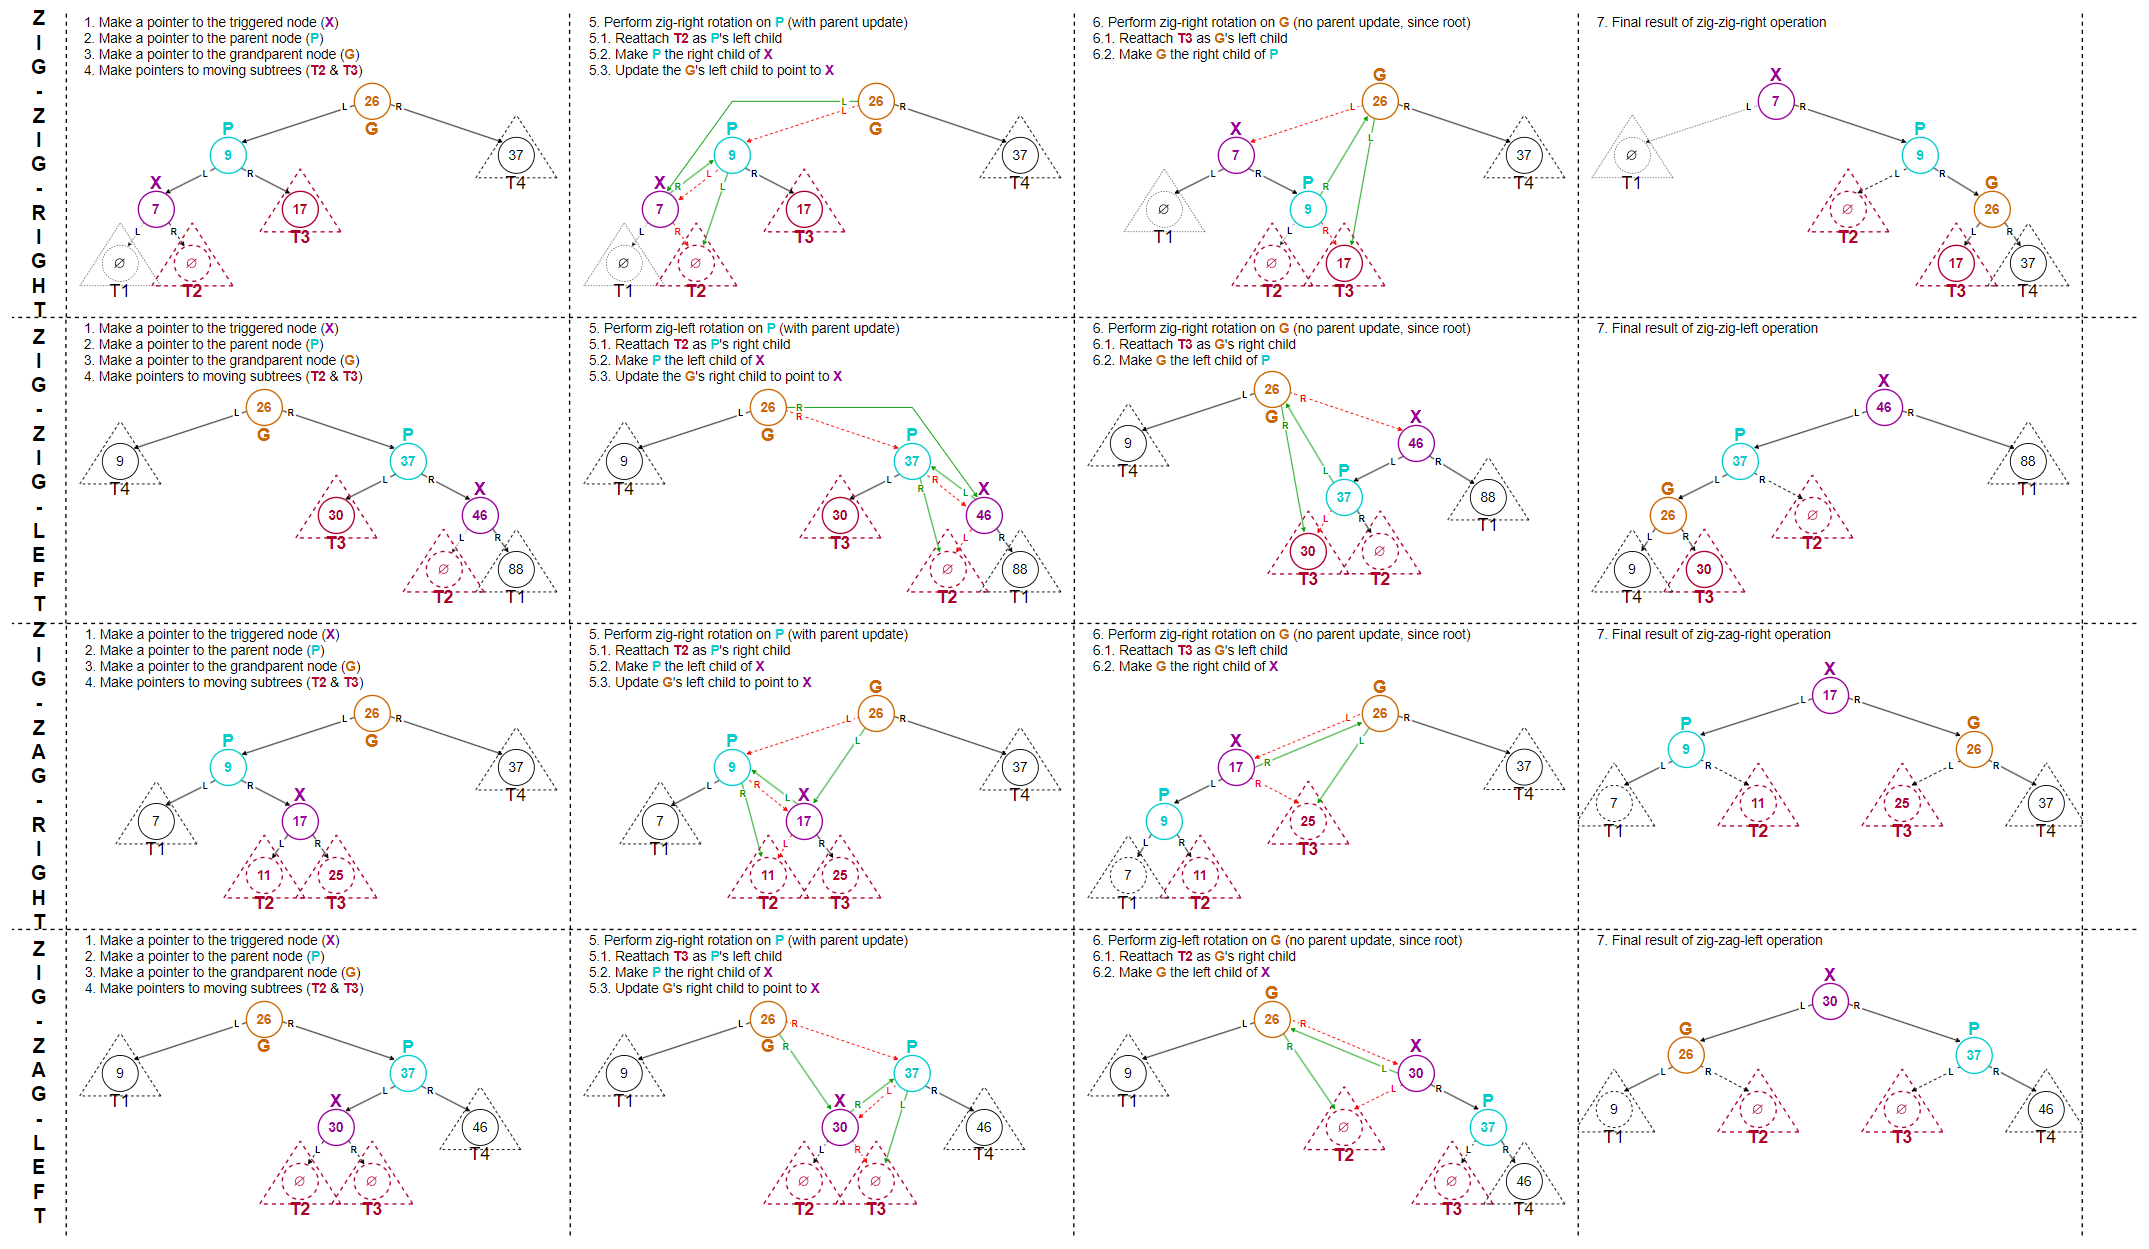 ZIG-ZIG-RIGHT
1. Make a pointer to the triggered node (X)
2. Make a pointer to the parent node (P)
3. Make a pointer to the grandparent node (G)
4. Make pointers to moving subtrees (T2 & T3)
L 26 R
G
P
9
L R
37
T4
X
7
L R
17
T3
∅ ∅
T1 T2
5. Perform zig-right rotation on P (with parent update)
5.1. Reattach T2 as P's left child
5.2. Make P the right child of X
5.3. Update the G's left child to point to X
L 26 R
L
G
P
9
37
T4
X
R L L R
7
17
T3
L R
∅ ∅
T1 T2
6. Perform zig-right rotation on G (no parent update, since root)
6.1. Reattach T3 as G's left child
6.2. Make G the right child of P
G
L 26 R
L
X
7
37
T4
L R
P
R
∅
T1
9
L R
∅ 17
T2 T3
7. Final result of zig-zig-right operation
X
L 7 R
P
∅
T1
9
L R
G
∅
T2
26
L R
17 37
T3 T4
ZIG-ZIG-LEFT
1. Make a pointer to the triggered node (X)
2. Make a pointer to the parent node (P)
3. Make a pointer to the grandparent node (G)
4. Make pointers to moving subtrees (T2 & T3)
L 26 R
G
P
9
T4
37
L R
X
30
T3
46
L R
∅ 88
T2 T1
5. Perform zig-left rotation on P (with parent update)
5.1. Reattach T2 as P's right child
5.2. Make P the left child of X
5.3. Update the G's right child to point to X
L 26 R
R
G
P
9
T4
37
L R
R L
X
30
T3
46
L R
∅ 88
T2 T1
6. Perform zig-right rotation on G (no parent update, since root)
6.1. Reattach T3 as G's right child
6.2. Make G the left child of P
L 26 R
G
R
X
9
T4
46
L R
L P
37
88
T1
L R
30 ∅
T3 T2
7. Final result of zig-zig-left operation
X
L 46 R
P
37
88
T1
L R
G
26
∅
T2
L R
9 30
T4 T3
ZIG-ZAG-RIGHT
1. Make a pointer to the triggered node (X)
2. Make a pointer to the parent node (P)
3. Make a pointer to the grandparent node (G)
4. Make pointers to moving subtrees (T2 & T3)
L 26 R
G
P
9
37
T4
L R
X
7
T1
17
L R
11 25
T2 T3
5. Perform zig-right rotation on P (with parent update)
5.1. Reattach T2 as P's right child
5.2. Make P the left child of X
5.3. Update G's left child to point to X
G
L 26 R
L
P
9
37
T4
L R
R L X
7
T1
17
L R
11 25
T2 T3
6. Perform zig-right rotation on G (no parent update, since root)
6.1. Reattach T3 as G's left child
6.2. Make G the right child of X
G
L 26 R
L
X
17 R
37
T4
L R
P
9
25
T3
L R
7 11
T1 T2
7. Final result of zig-zag-right operation
X
L 17 R
P G
9 26
L R L R
7 11 25 37
T1 T2 T3 T4
ZIG-ZAG-LEFT
1. Make a pointer to the triggered node (X)
2. Make a pointer to the parent node (P)
3. Make a pointer to the grandparent node (G)
4. Make pointers to moving subtrees (T2 & T3)
L 26 R
G
P
9
T1
37
L R
X
30
46
T4
L R
∅ ∅
T2 T3
5. Perform zig-right rotation on P (with parent update)
5.1. Reattach T3 as P's left child
5.2. Make P the right child of X
5.3. Update G's right child to point to X
26 R
L
G R
P
9
T1
37
L R
X R L
30
46
T4
L R
∅ ∅
T2 T3
6. Perform zig-left rotation on G (no parent update, since root)
6.1. Reattach T2 as G's right child
6.2. Make G the left child of X
G
L 26 R
R
X
9
T1
L 30
L R
P
∅
T2
37
L R
∅ 46
T3 T4
7. Final result of zig-zag-left operation
X
L 30 R
G P
26 37
L R L R
9 ∅ ∅ 46
T1 T2 T3 T4